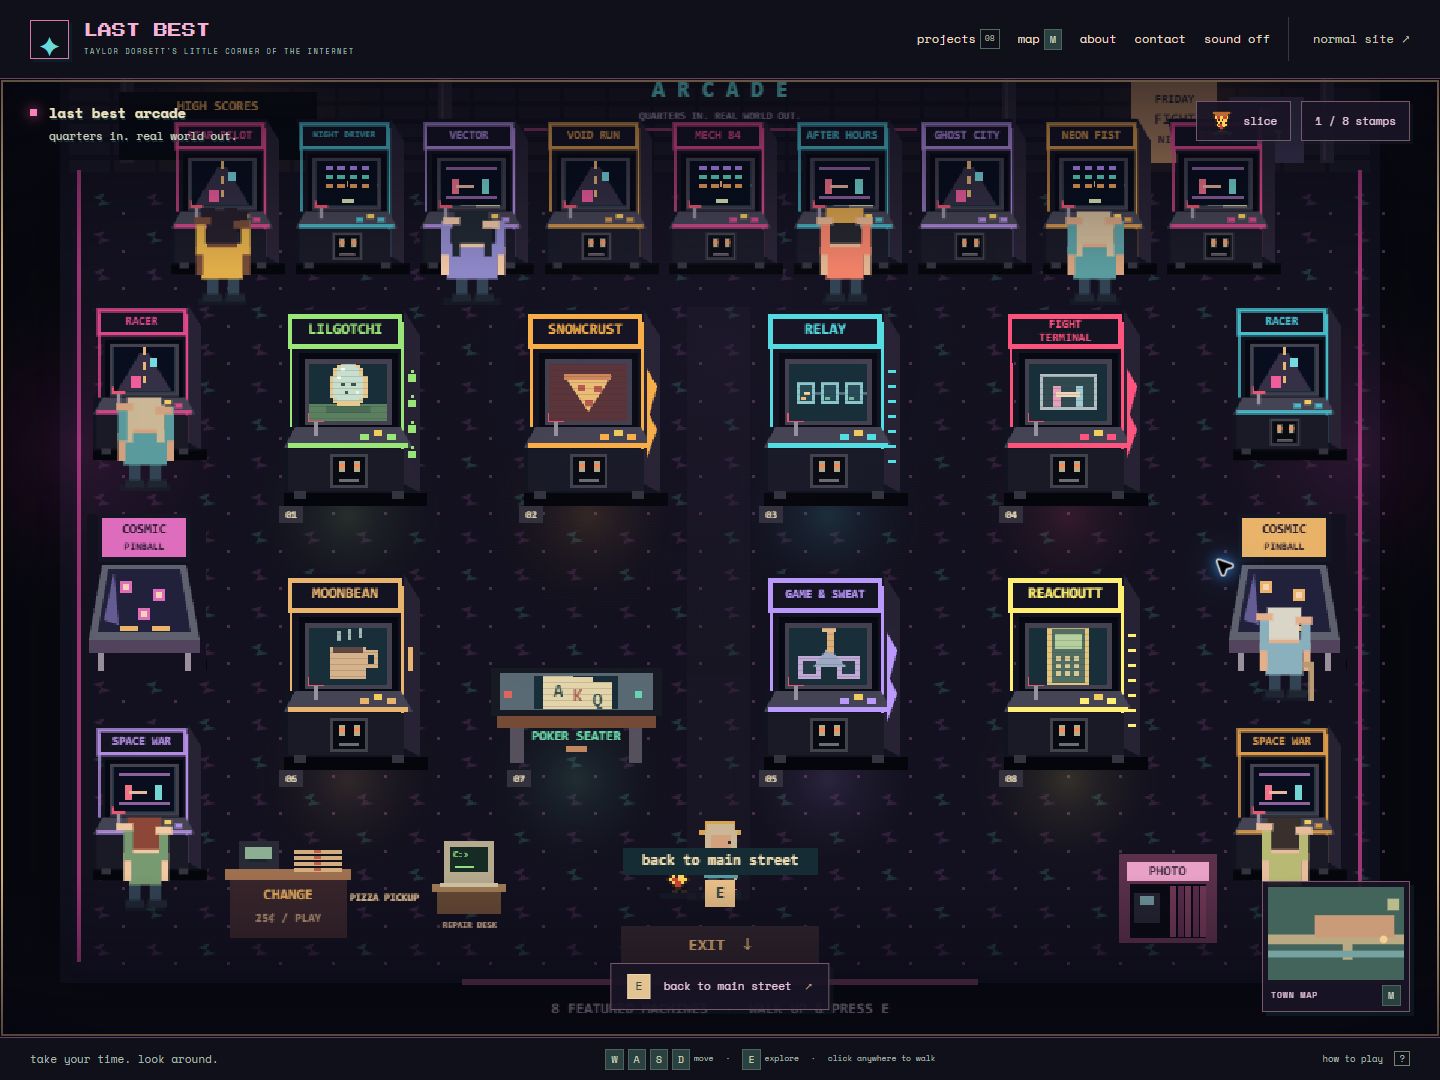 LAST BEST
TAYLOR DORSETT'S LITTLE CORNER OF THE INTERNET
projects 08
map M
about
contact
sound off
normal site ↗
ARCADE
QUARTERS IN. REAL WORLD OUT.
HIGH SCORES
last best arcade
quarters in. real world out.
FRIDAY
slice
1 / 8 stamps
NIGHT DRIVER
VECTOR
VOID RUN
MECH 84
AFTER HOURS
GHOST CITY
NEON FIST
RACER
LILGOTCHI
SNOWCRUST
RELAY
FIGHT
TERMINAL
RACER
01
02
03
04
COSMIC
PINBALL
COSMIC
PINBALL
MOONBEAN
GAME & SWEAT
REACHOUTT
A K Q
POKER SEATER
SPACE WAR
SPACE WAR
06
07
05
08
C:>
back to main street
E
CHANGE
25¢ / PLAY
PIZZA PICKUP
REPAIR DESK
PHOTO
EXIT ↓
E back to main street ↗
8 FEATURED MACHINES
WALK UP & PRESS E
TOWN MAP M
take your time. look around.
W A S D move · E explore · click anywhere to walk
how to play ?